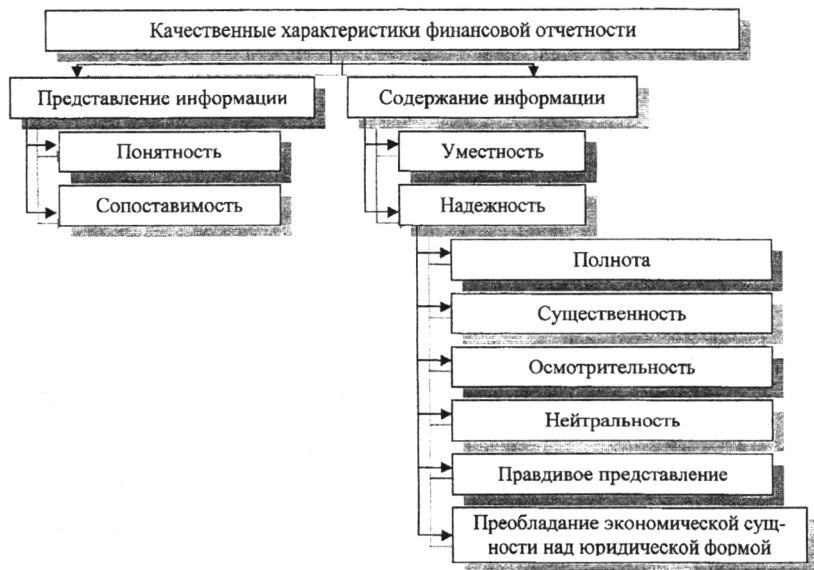 Качественные характеристики финансовой отчетности
Представление информации
Содержание информации
Понятность
Уместность
Сопоставимость
Надежность
Полнота
Существенность
Осмотрительность
Нейтральность
Правдивое представление
Преобладание экономической сущ-
ности над юридической формой